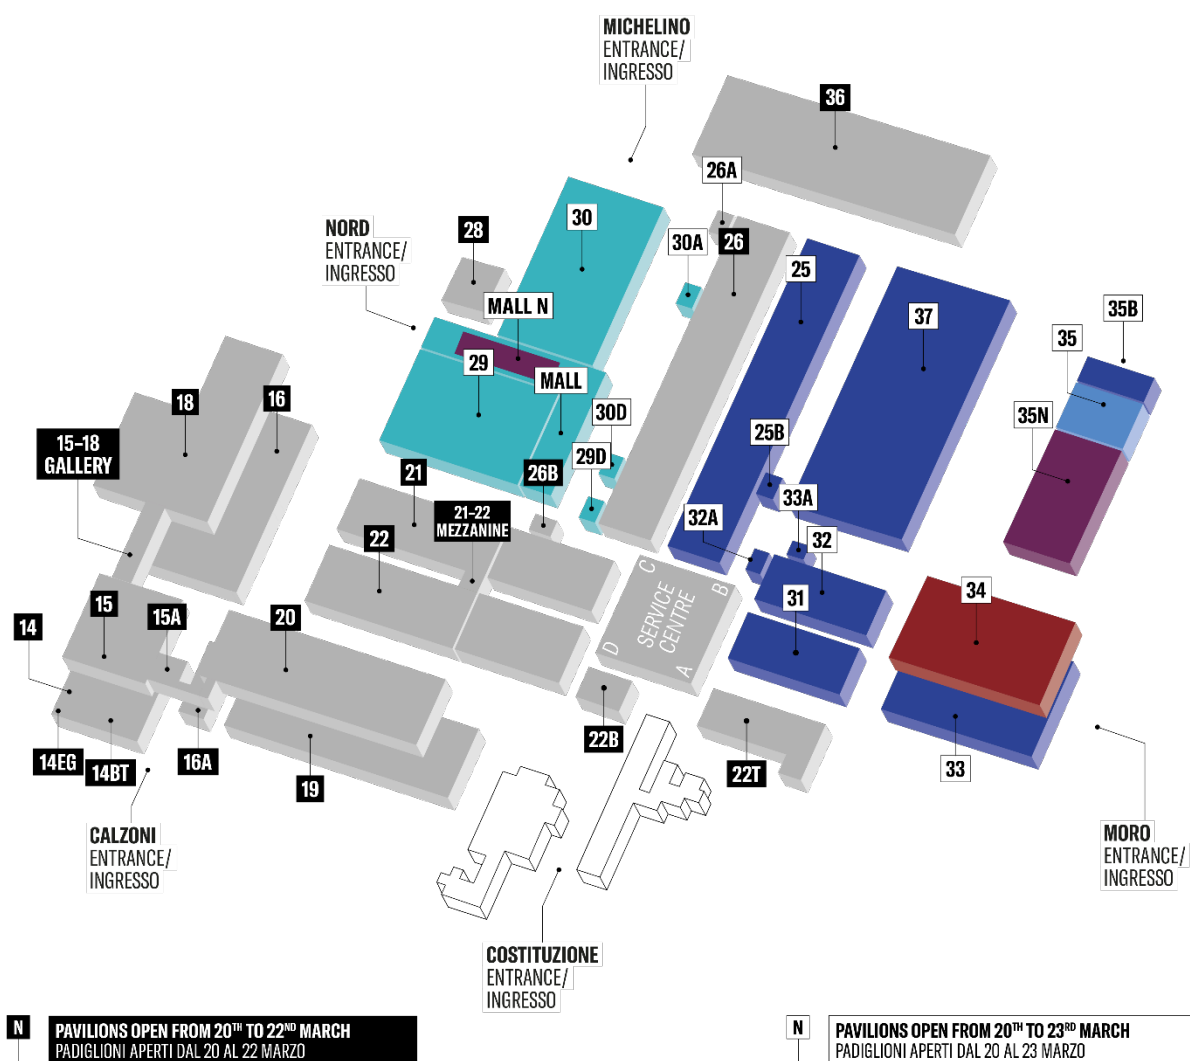 MICHELINO
ENTRANCE/
INGRESSO
36
26A
30
NORD
ENTRANCE/
INGRESSO
28
30A
26
25
MALL N
37
35B
35
29
MALL
18
16
30D
35N
15-18
GALLERY
25B
21
26B
29D
21-22
MEZZANINE
33A
32A
22
32
C
B
SERVICE
CENTRE
D
A
34
31
15
15A
14
20
22B
22T
14EG
14BT
16A
19
33
CALZONI
ENTRANCE/
INGRESSO
MORO
ENTRANCE/
INGRESSO
COSTITUZIONE
ENTRANCE/
INGRESSO
N
PAVILIONS OPEN FROM 20TH TO 22ND MARCH
PADIGLIONI APERTI DAL 20 AL 22 MARZO
N
PAVILIONS OPEN FROM 20TH TO 23RD MARCH
PADIGLIONI APERTI DAL 20 AL 23 MARZO